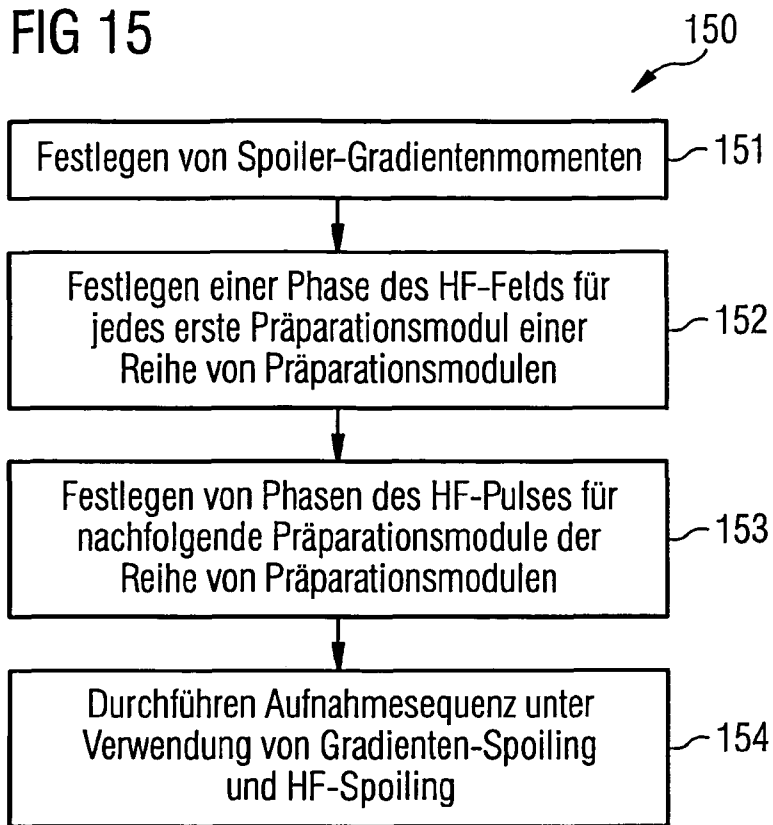 FIG 15
150
Festlegen von Spoiler-Gradientenmomenten
151
Festlegen einer Phase des HF-Felds für
jedes erste Präparationsmodul einer
Reihe von Präparationsmodulen
152
Festlegen von Phasen des HF-Pulses für
nachfolgende Präparationsmodule der
Reihe von Präparationsmodulen
153
Durchführen Aufnahmesequenz unter
Verwendung von Gradienten-Spoiling
und HF-Spoiling
154